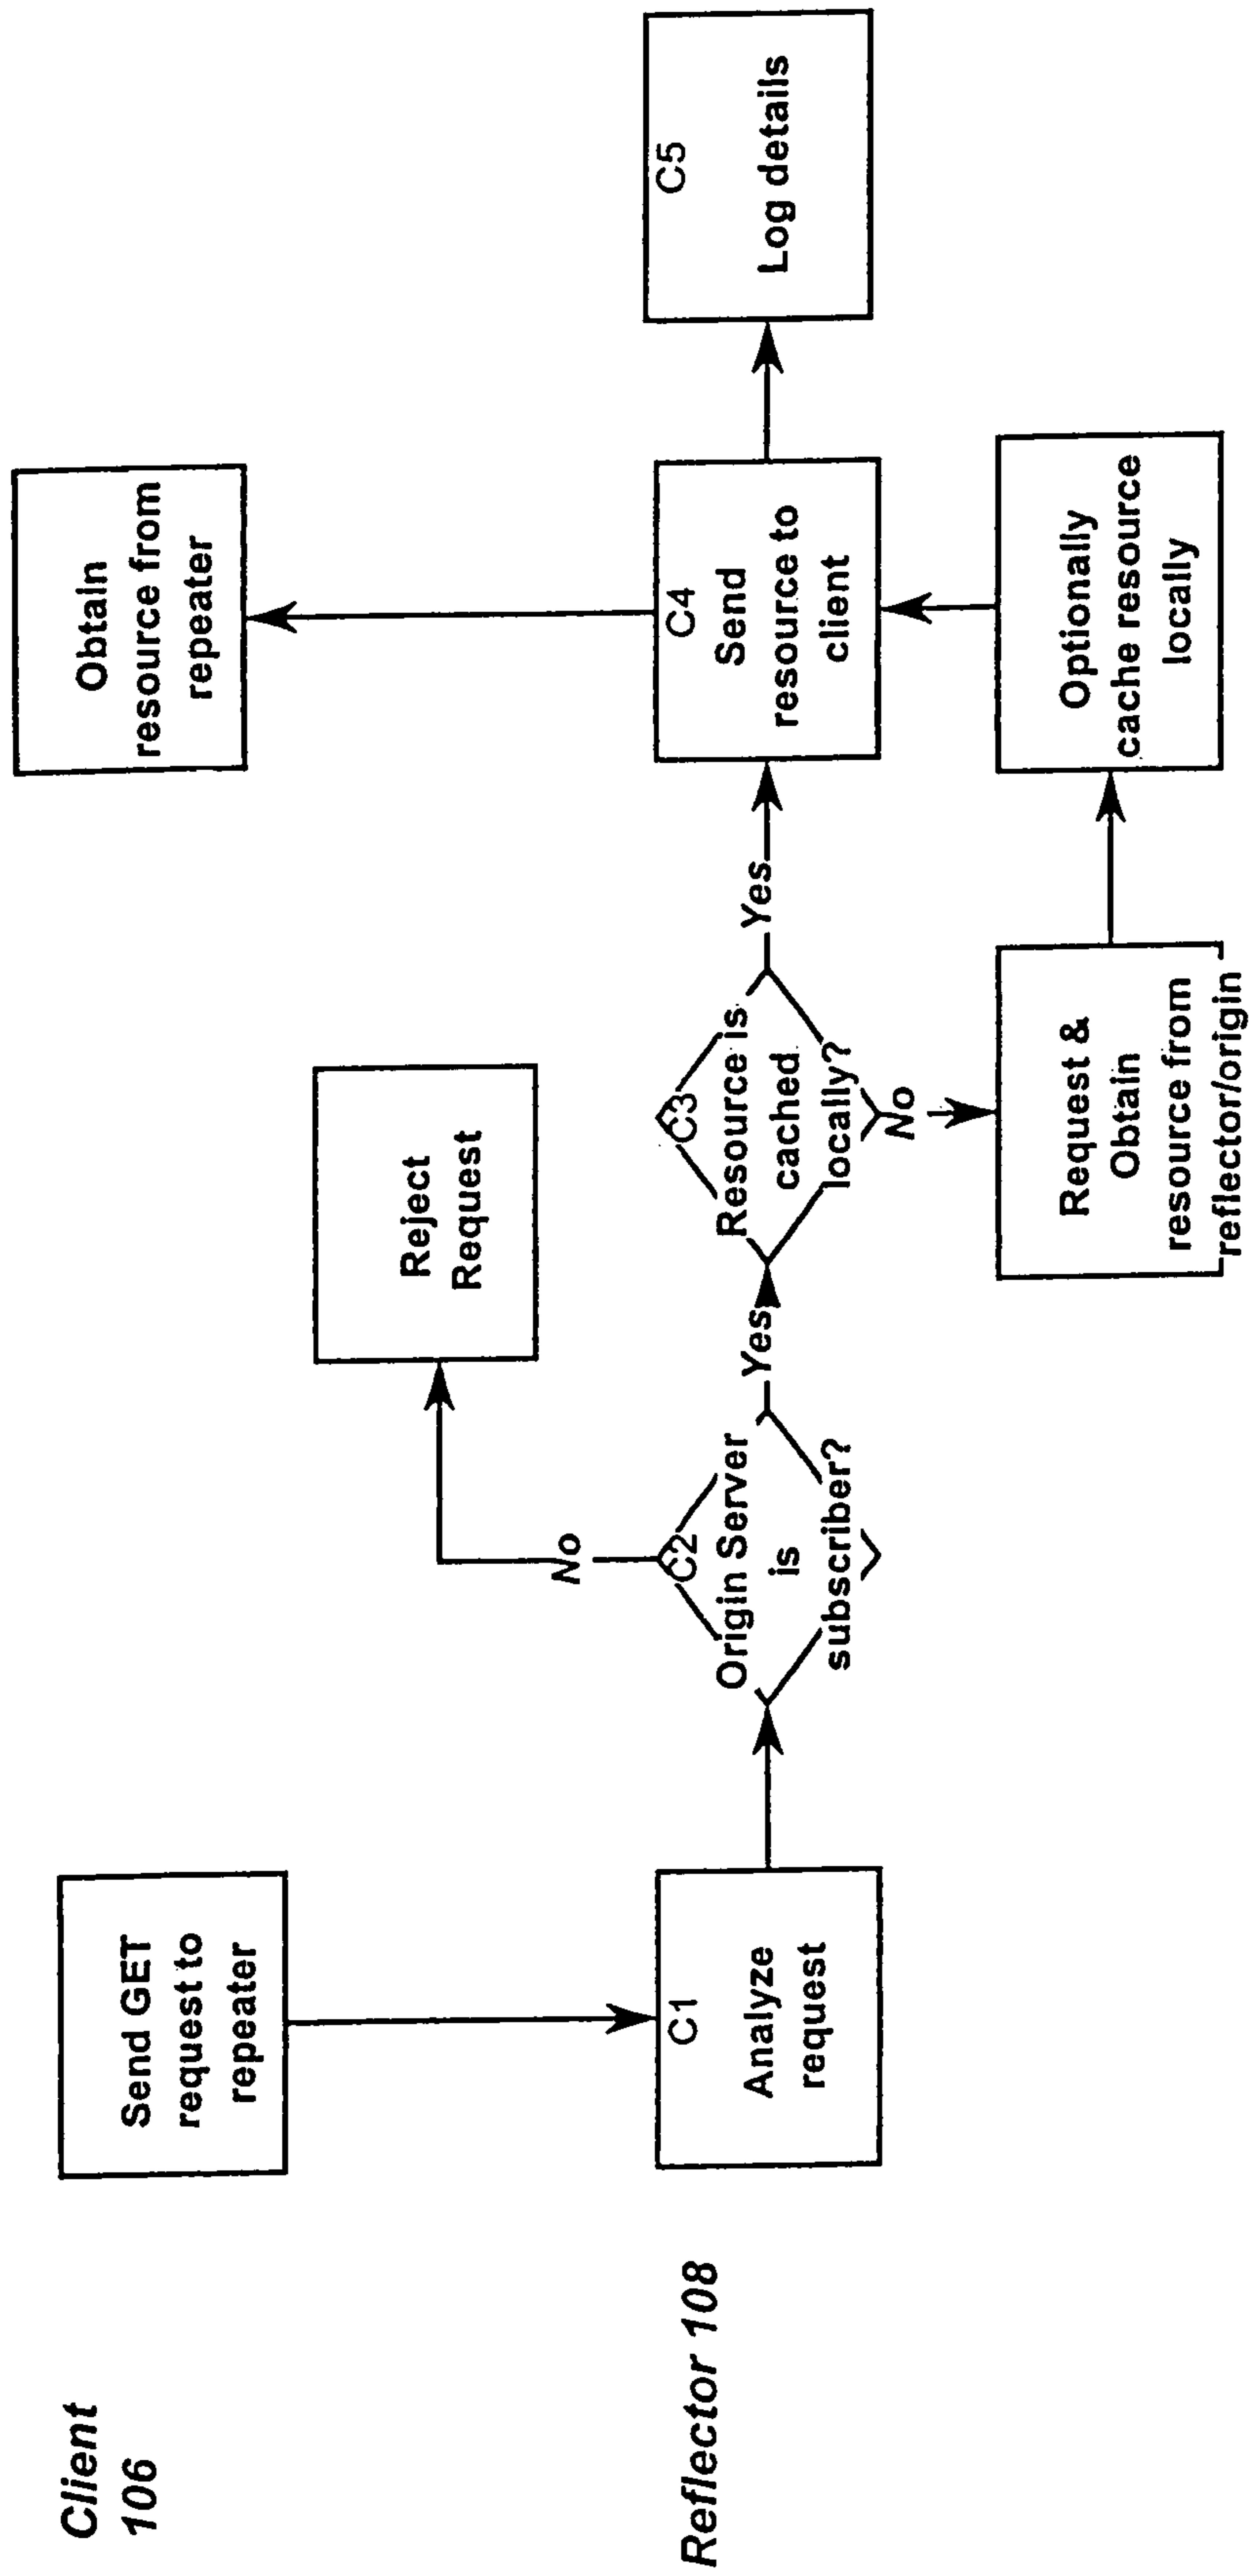 Client
106
Send GET
request to
repeater
Obtain
resource from
repeater
Reject
Request
No
Reflector 108
C1
Analyze
request
C2
Origin Server
is
subscriber?
Yes
C3
Resource is
cached
locally?
Yes
C4
Send
resource to
client
C5
Log details
No
Request &
Obtain
resource from
reflector/origin
Optionally
cache resource
locally